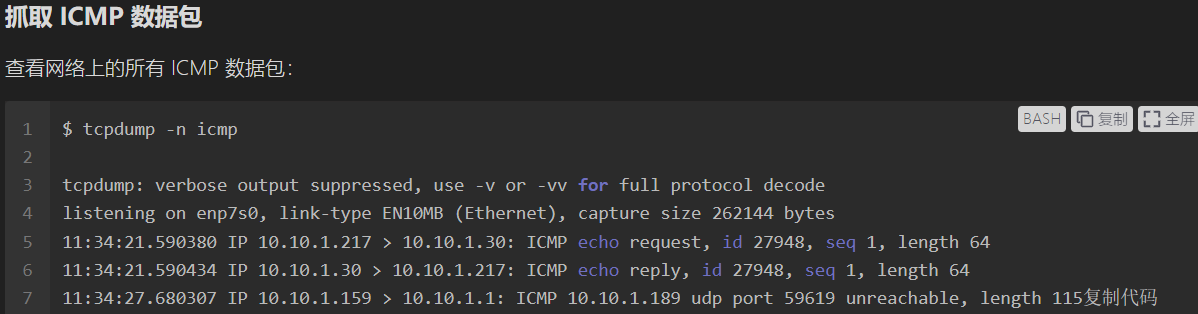 抓取 ICMP 数据包
查看网络上的所有 ICMP 数据包：
BASH 复制 全屏
1 $ tcpdump -n icmp
2
3 tcpdump: verbose output suppressed, use -v or -vv for full protocol decode
4 listening on enp7s0, link-type EN10MB (Ethernet), capture size 262144 bytes
5 11:34:21.590380 IP 10.10.1.217 > 10.10.1.30: ICMP echo request, id 27948, seq 1, length 64
6 11:34:21.590434 IP 10.10.1.30 > 10.10.1.217: ICMP echo reply, id 27948, seq 1, length 64
7 11:34:27.680307 IP 10.10.1.159 > 10.10.1.1: ICMP 10.10.1.189 udp port 59619 unreachable, length 115复制代码